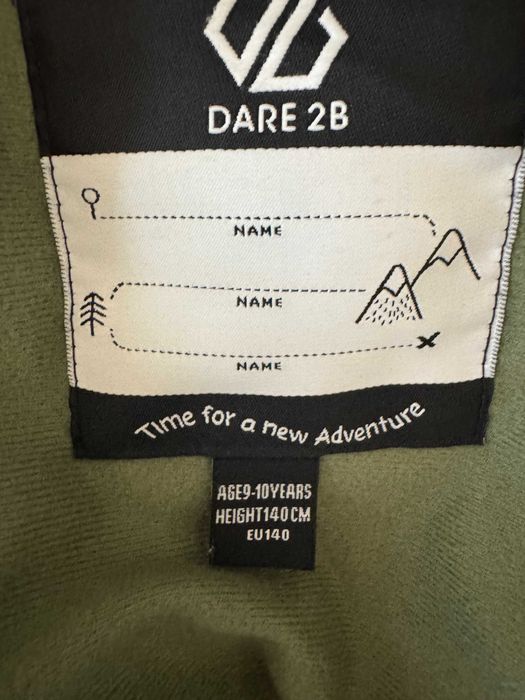 DARE 2B
NAME
NAME
NAME
Time for a new Adventure
AGE9-10YEARS
HEIGHT140CM
EU140